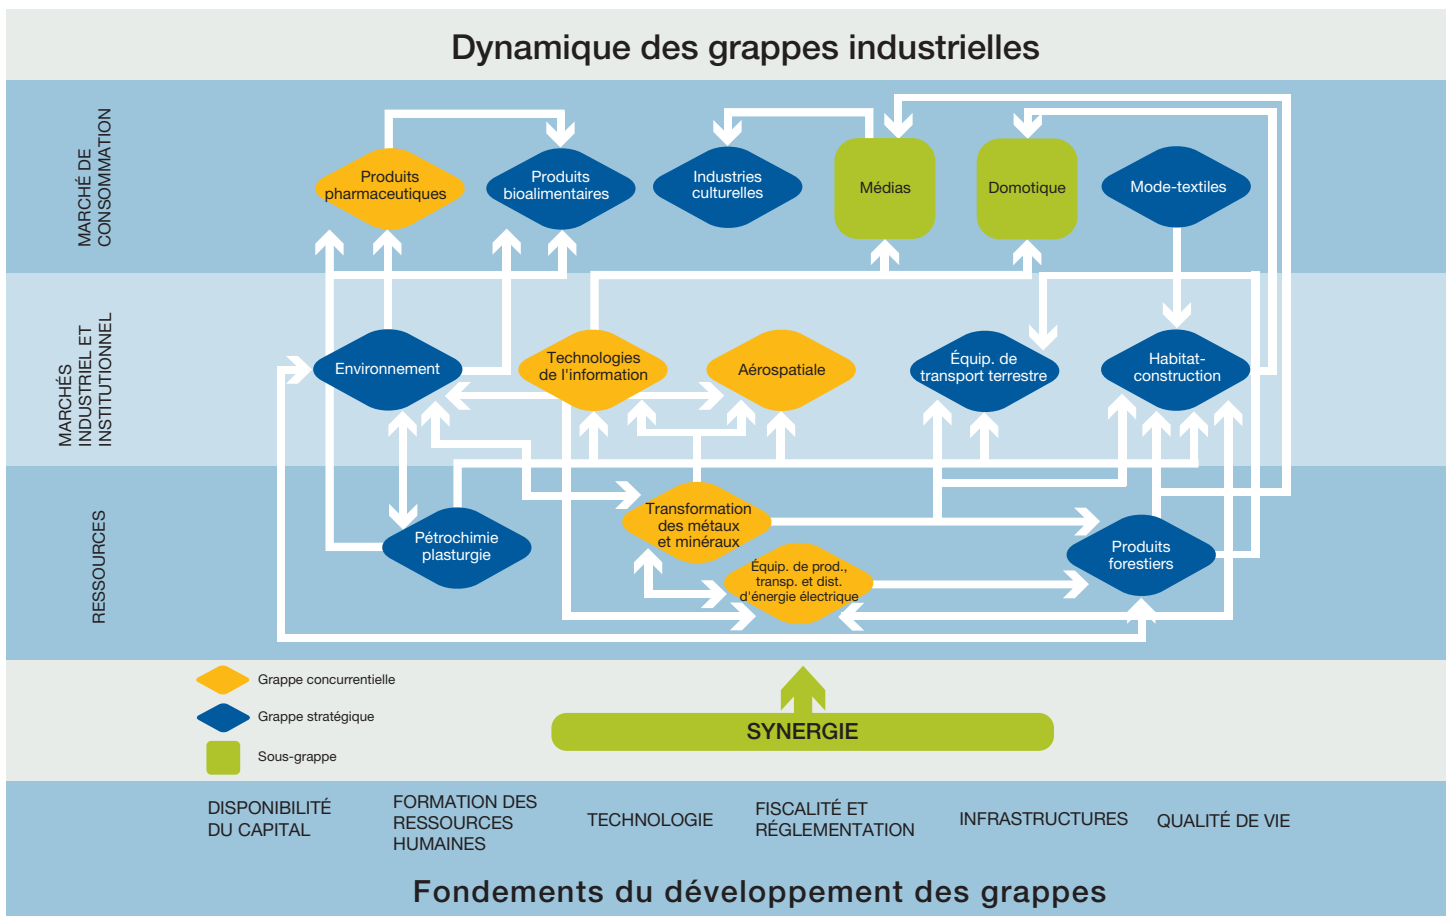 Dynamique des grappes industrielles
MARCHÉ DE
CONSOMMATION
Produits
pharmaceutiques
Produits
bioalimentaires
Industries
culturelles
Médias
Domotique
Mode-textiles
MARCHÉS
INDUSTRIEL ET
INSTITUTIONNEL
Environnement
Technologies
de l'information
Aérospatiale
Équip. de
transport terrestre
Habitat-
construction
RESSOURCES
Pétrochimie
plasturgie
Transformation
des métaux
et minéraux
Équip. de prod.,
transp. et dist.
d'énergie électrique
Produits
forestiers
Grappe concurrentielle
Grappe stratégique
Sous-grappe
SYNERGIE
DISPONIBILITÉ
DU CAPITAL
FORMATION DES
RESSOURCES
HUMAINES
TECHNOLOGIE
FISCALITÉ ET
RÉGLEMENTATION
INFRASTRUCTURES
QUALITÉ DE VIE
Fondements du développement des grappes